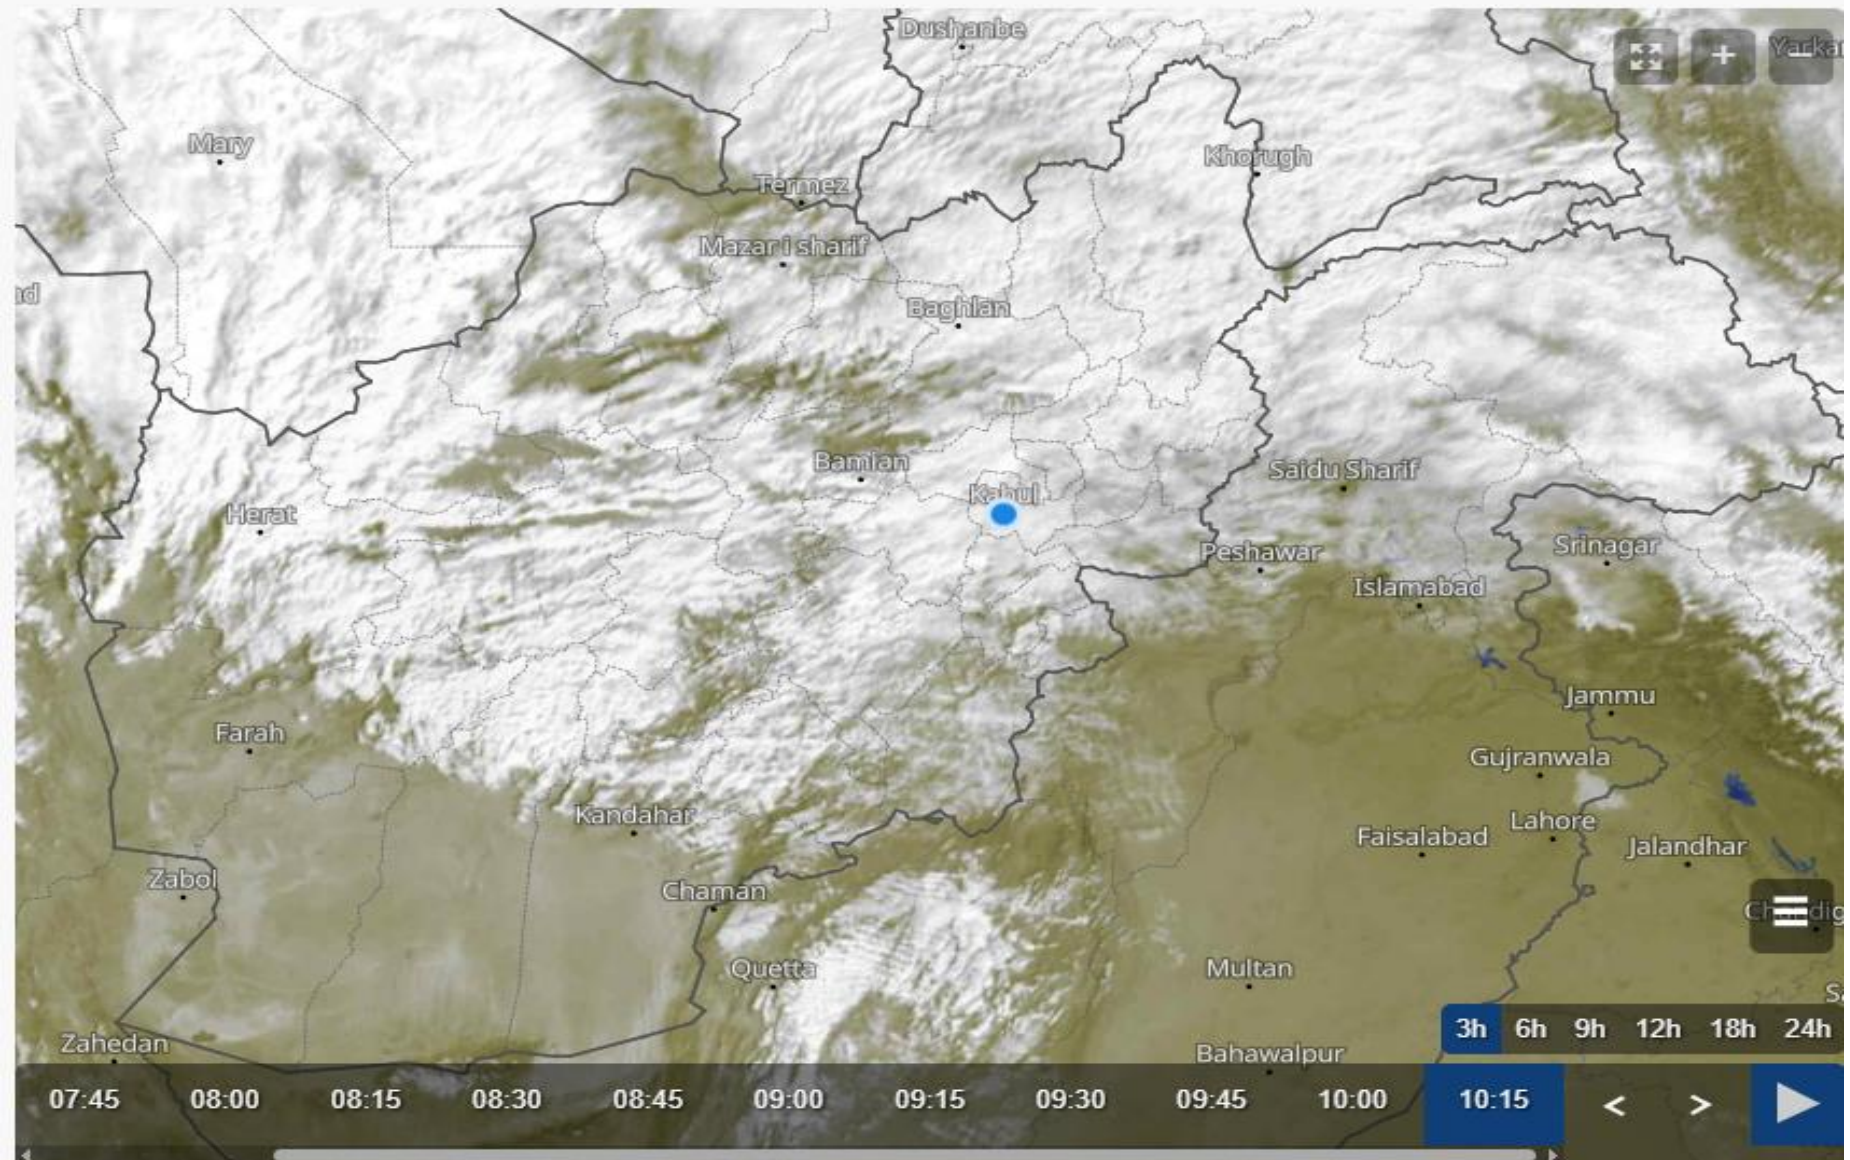 Dushanbe
Mary
Khorugh
Termez
Mazar i sharif
Baghlan
Bamian
Saidu Sharif
Kabul
Herat
Peshawar
Srinagar
Islamabad
Jammu
Farah
Gujranwala
Kandahar
Lahore
Faisalabad
Jalandhar
Zabol
Chaman
Quetta
Multan
3h 6h 9h 12h 18h 24h
Zahedan
Bahawalpur
07:45 08:00 08:15 08:30 08:45 09:00 09:15 09:30 09:45 10:00 10:15 < >